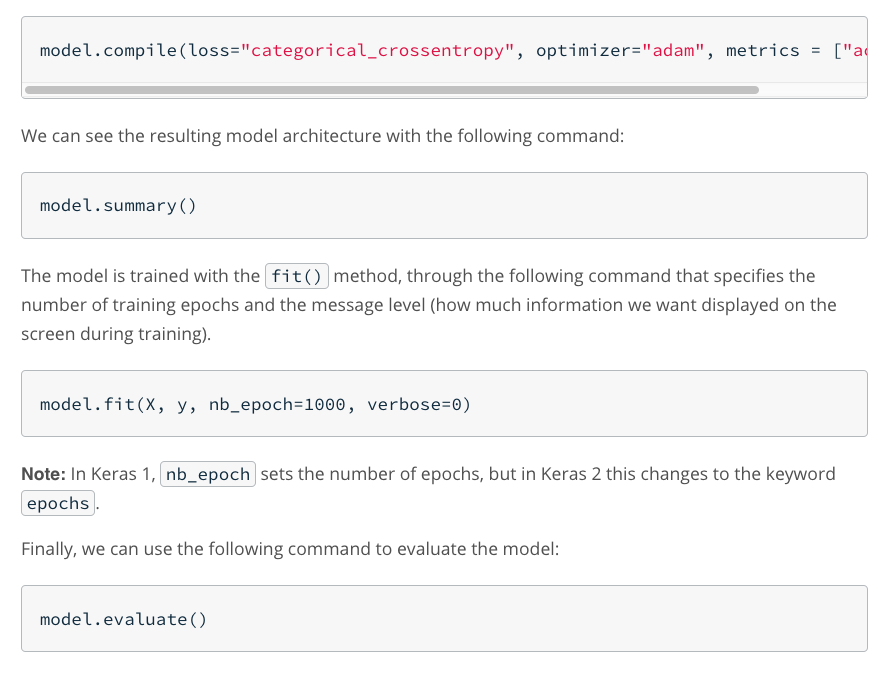 model.compile(loss="categorical_crossentropy", optimizer="adam", metrics = ["a
We can see the resulting model architecture with the following command:
model.summary()
The model is trained with the fit() method, through the following command that specifies the
number of training epochs and the message level (how much information we want displayed on the
screen during training).
model.fit(X, y, nb_epoch=1000, verbose=0)
Note: In Keras 1, nb_epoch sets the number of epochs, but in Keras 2 this changes to the keyword
epochs.
Finally, we can use the following command to evaluate the model:
model.evaluate()